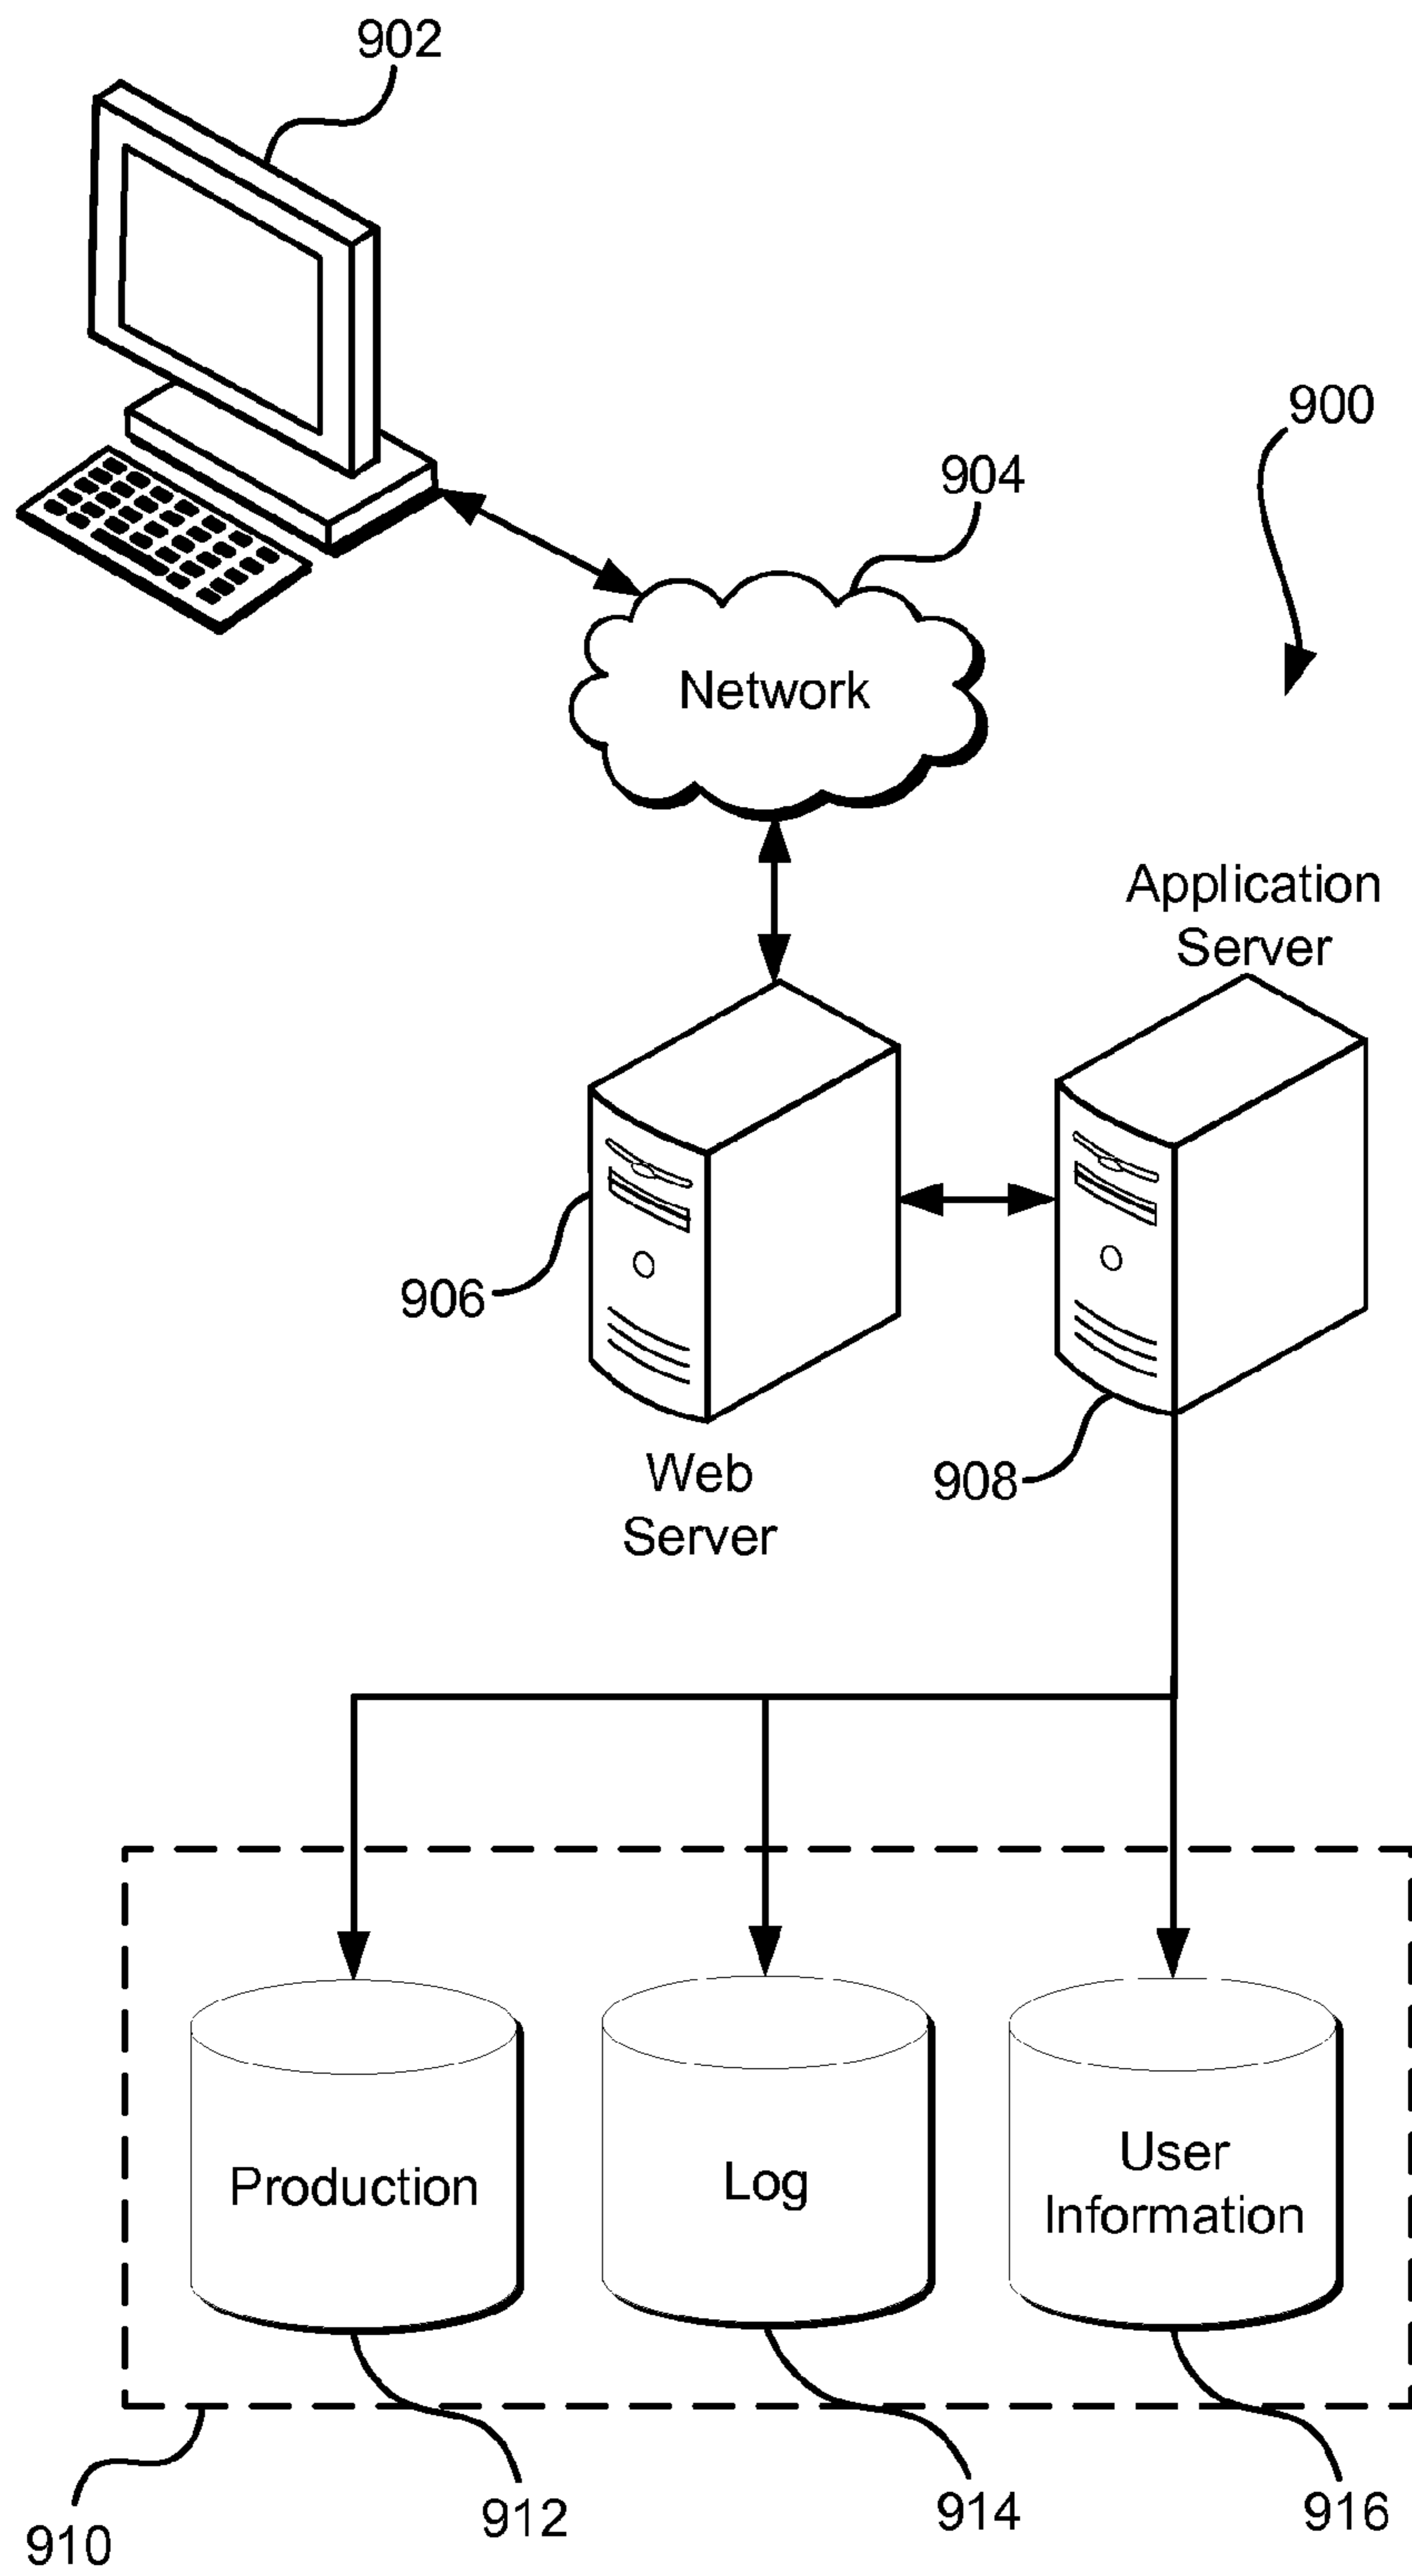 902
900
904
Network
Application
Server
906
Web
Server
908
Production
Log
User
Information
910
912
914
916